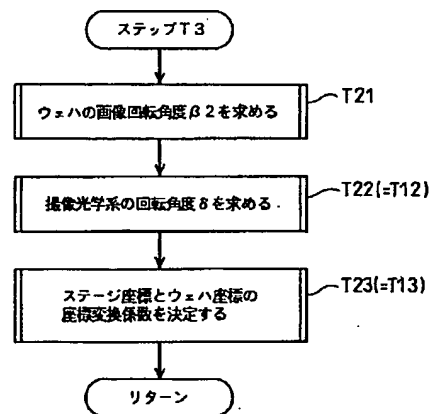 ステップT3
ウェハの画像回転角度β2を求める
T21
撮像光学系の回転角度δを求める.
T22(=T12)
ステージ座標とウェハ座標の
座標変換係数を決定する
T23(=T13)
リターン